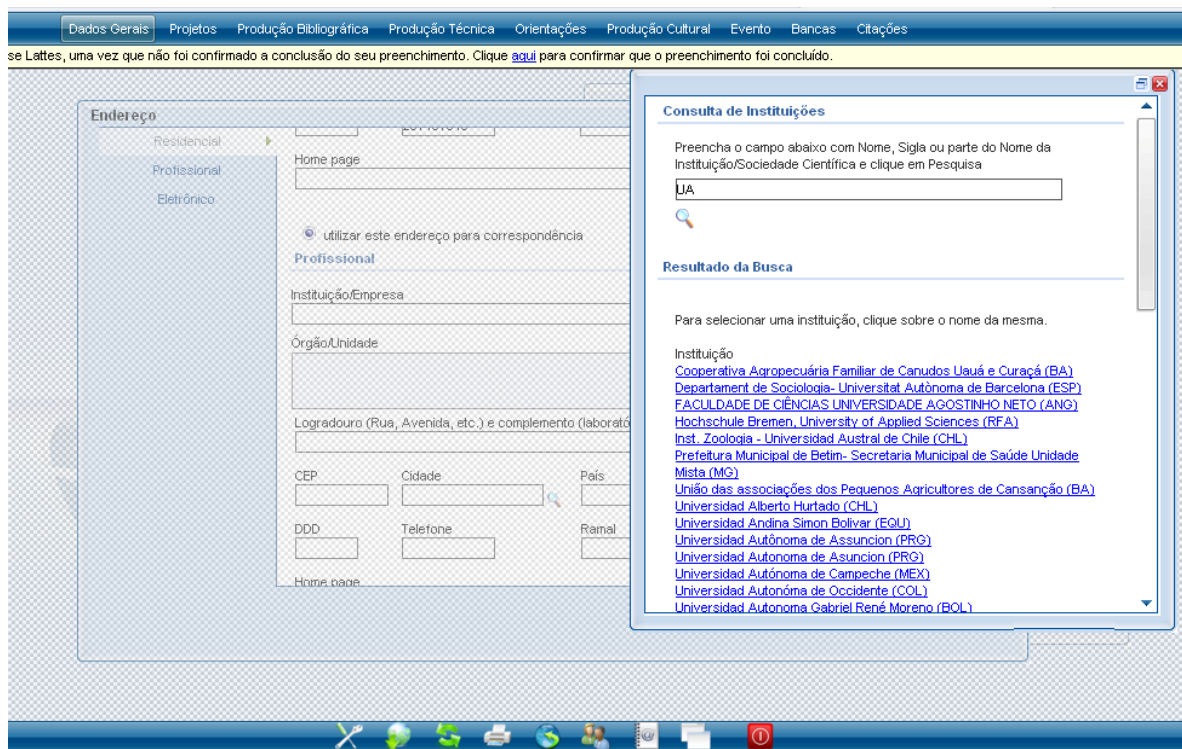 Dados Gerais Projetos Produção Bibliográfica Produção Técnica Orientações Produção Cultural Evento Bancas Citações
se Lattes, uma vez que não foi confirmado a conclusão do seu preenchimento. Clique aqui para confirmar que o preenchimento foi concluído.
Endereço
Residencial
Profissional
Eletrônico
Home page
utilizar este endereço para correspondência
Profissional
Instituição/Empresa
Órgão/Unidade
Logradouro (Rua, Avenida, etc.) e complemento (laborató
CEP Cidade País
DDD Telefone Ramal
Home page
Consulta de Instituições
Preencha o campo abaixo com Nome, Sigla ou parte do Nome da
Instituição/Sociedade Científica e clique em Pesquisa
UA
Resultado da Busca
Para selecionar uma instituição, clique sobre o nome da mesma.
Instituição
Cooperativa Agropecuária Familiar de Canudos Uauá e Curaçá (BA)
Departament de Sociologia- Universitat Autònoma de Barcelona (ESP)
FACULDADE DE CIÊNCIAS UNIVERSIDADE AGOSTINHO NETO (ANG)
Hochschule Bremen, University of Applied Sciences (RFA)
Inst. Zoologia - Universidad Austral de Chile (CHL)
Prefeitura Municipal de Betim- Secretaria Municipal de Saúde Unidade
Mista (MG)
União das associações dos Pequenos Agricultores de Cansanção (BA)
Universidad Alberto Hurtado (CHL)
Universidad Andina Simon Bolivar (EQU)
Universidad Autônoma de Assuncion (PRG)
Universidad Autonoma de Asuncion (PRG)
Universidad Autónoma de Campeche (MEX)
Universidad Autonóma de Occidente (COL)
Universidad Autonoma Gabriel René Moreno (BOL)